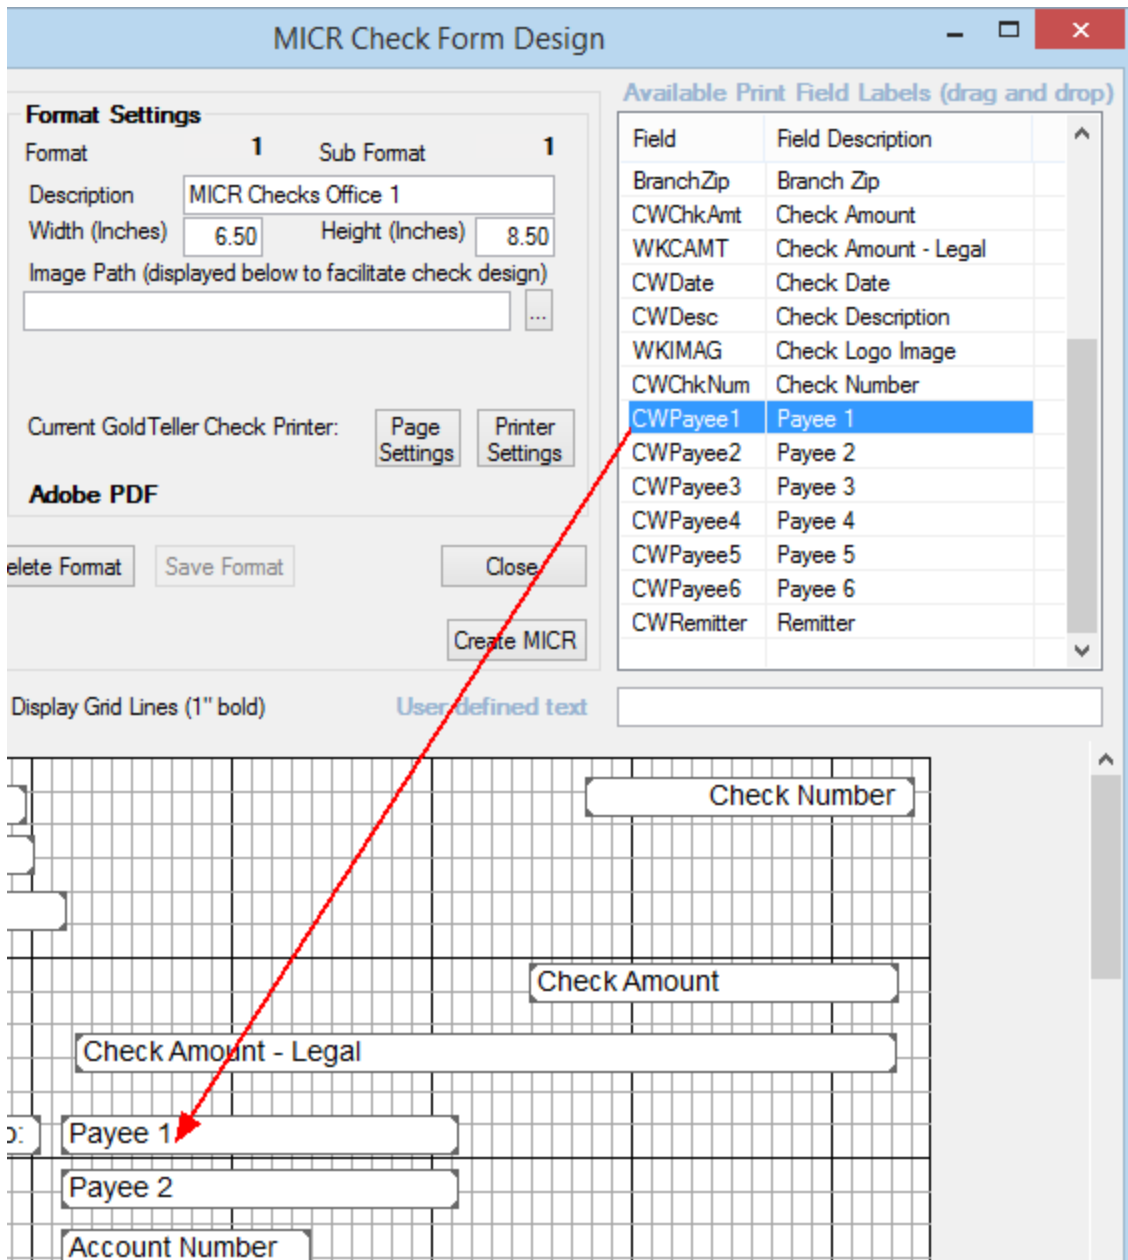 MICR Check Form Design
Available Print Field Labels (drag and drop)
Format Settings
Format 1 Sub Format 1
Description MICR Checks Office 1
Width (Inches) 6.50 Height (Inches) 8.50
Image Path (displayed below to facilitate check design)
...
Current GoldTeller Check Printer:
Page Settings
Printer Settings
Adobe PDF
elete Format Save Format Close
Create MICR
Field Field Description
BranchZip Branch Zip
CWChkAmt Check Amount
WKCAMT Check Amount - Legal
CWDate Check Date
CWDesc Check Description
WKIMAG Check Logo Image
CWChkNum Check Number
CWPayee1 Payee 1
CWPayee2 Payee 2
CWPayee3 Payee 3
CWPayee4 Payee 4
CWPayee5 Payee 5
CWPayee6 Payee 6
CWRemitter Remitter
Display Grid Lines (1" bold) User defined text
Check Number
Check Amount
Check Amount - Legal
o: Payee 1
Payee 2
Account Number